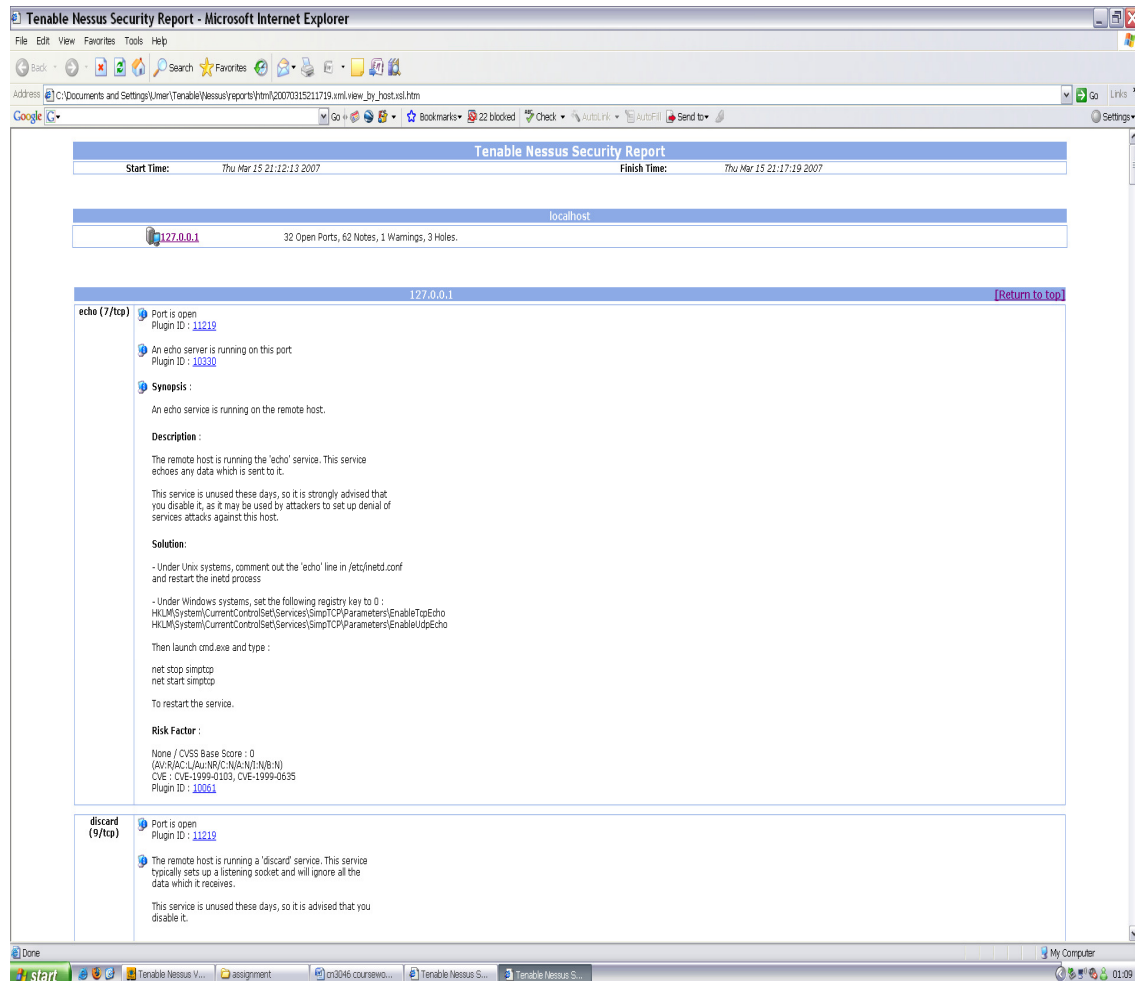 Tenable Nessus Security Report - Microsoft Internet Explorer
File Edit View Favorites Tools Help
Back Search Favorites
Address C:\Documents and Settings\Umer\Tenable\Nessus\reports\html\20070315211719.xml.view_by_host.xsl.htm Go Links
Google G Go Bookmarks 22 blocked Check AutoLink AutoFill Send to Settings
Tenable Nessus Security Report
Start Time: Thu Mar 15 21:12:13 2007 Finish Time: Thu Mar 15 21:17:19 2007
localhost
127.0.0.1 32 Open Ports, 62 Notes, 1 Warnings, 3 Holes.
127.0.0.1 [Return to top]
echo (7/tcp) Port is open
Plugin ID : 11219
An echo server is running on this port
Plugin ID : 10330
Synopsis :
An echo service is running on the remote host.
Description :
The remote host is running the 'echo' service. This service
echoes any data which is sent to it.
This service is unused these days, so it is strongly advised that
you disable it, as it may be used by attackers to set up denial of
services attacks against this host.
Solution:
- Under Unix systems, comment out the 'echo' line in /etc/inetd.conf
and restart the inetd process
- Under Windows systems, set the following registry key to 0 :
HKLM\System\CurrentControlSet\Services\SimpTCP\Parameters\EnableTcpEcho
HKLM\System\CurrentControlSet\Services\SimpTCP\Parameters\EnableUdpEcho
Then launch cmd.exe and type :
net stop simptcp
net start simptcp
To restart the service.
Risk Factor :
None / CVSS Base Score : 0
(AV:R/AC:L/Au:NR/C:N/A:N/I:N/B:N)
CVE : CVE-1999-0103, CVE-1999-0635
Plugin ID : 10061
discard (9/tcp) Port is open
Plugin ID : 11219
The remote host is running a 'discard' service. This service
typically sets up a listening socket and will ignore all the
data which it receives.
This service is unused these days, so it is advised that you
disable it.
Done My Computer
start Tenable Nessus V... assignment cn3046 coursewo... Tenable Nessus S... Tenable Nessus S... 01:09